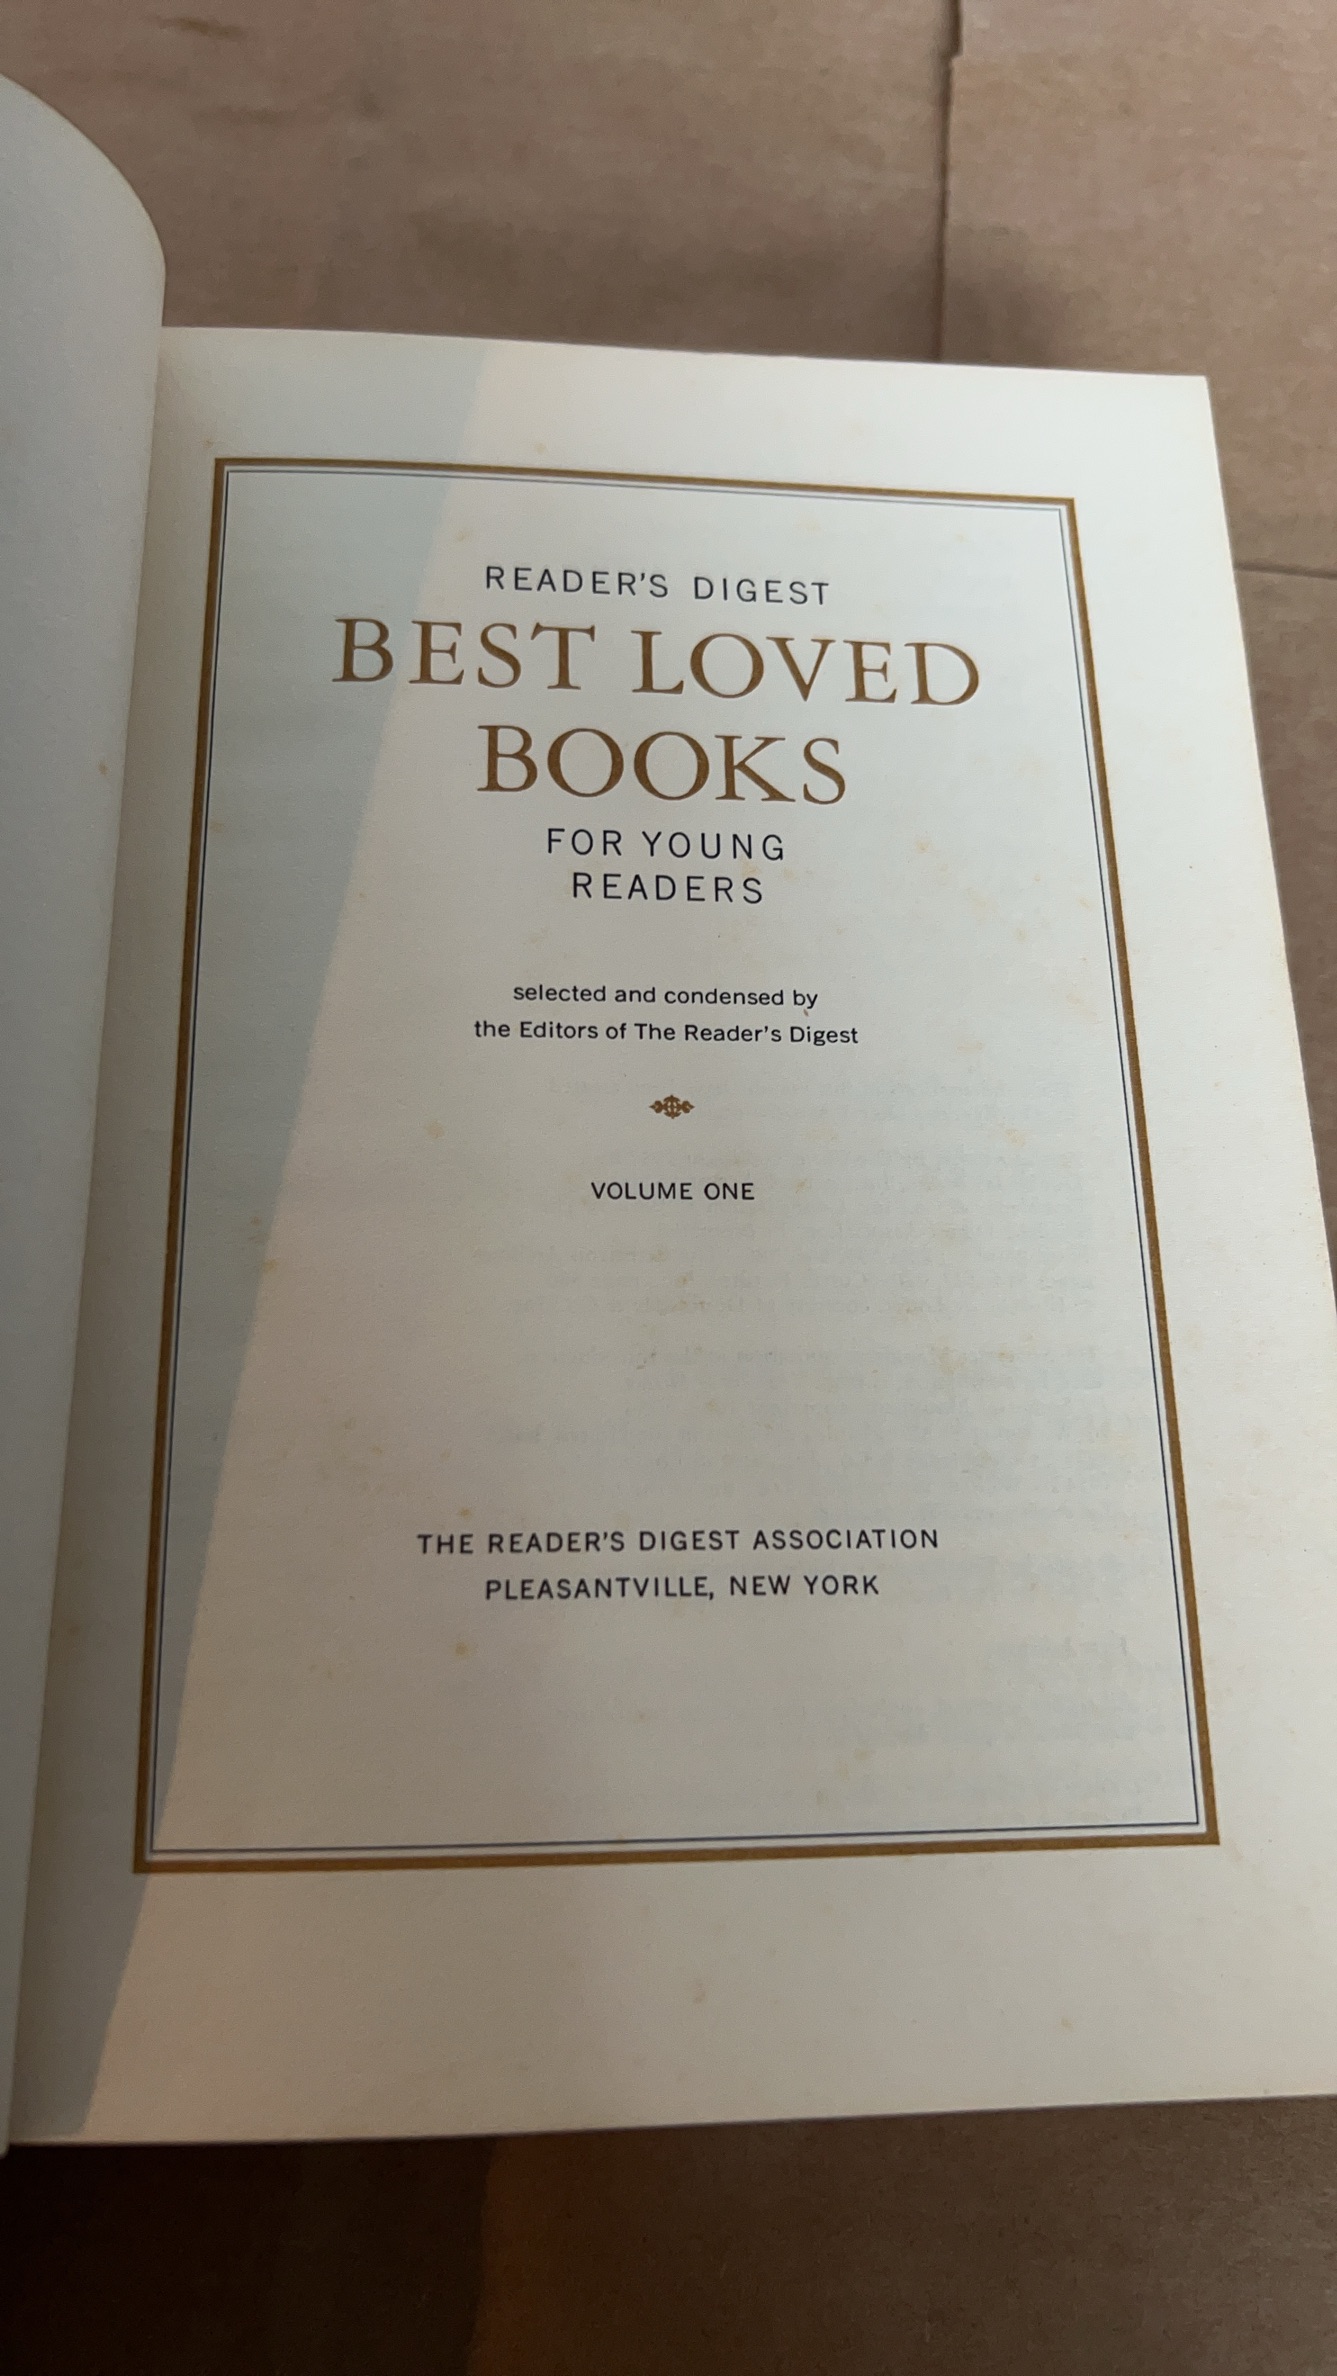 READER'S DIGEST
BEST LOVED
BOOKS
FOR YOUNG
READERS
selected and condensed by
the Editors of The Reader's Digest
VOLUME ONE
THE READER'S DIGEST ASSOCIATION
PLEASANTVILLE, NEW YORK